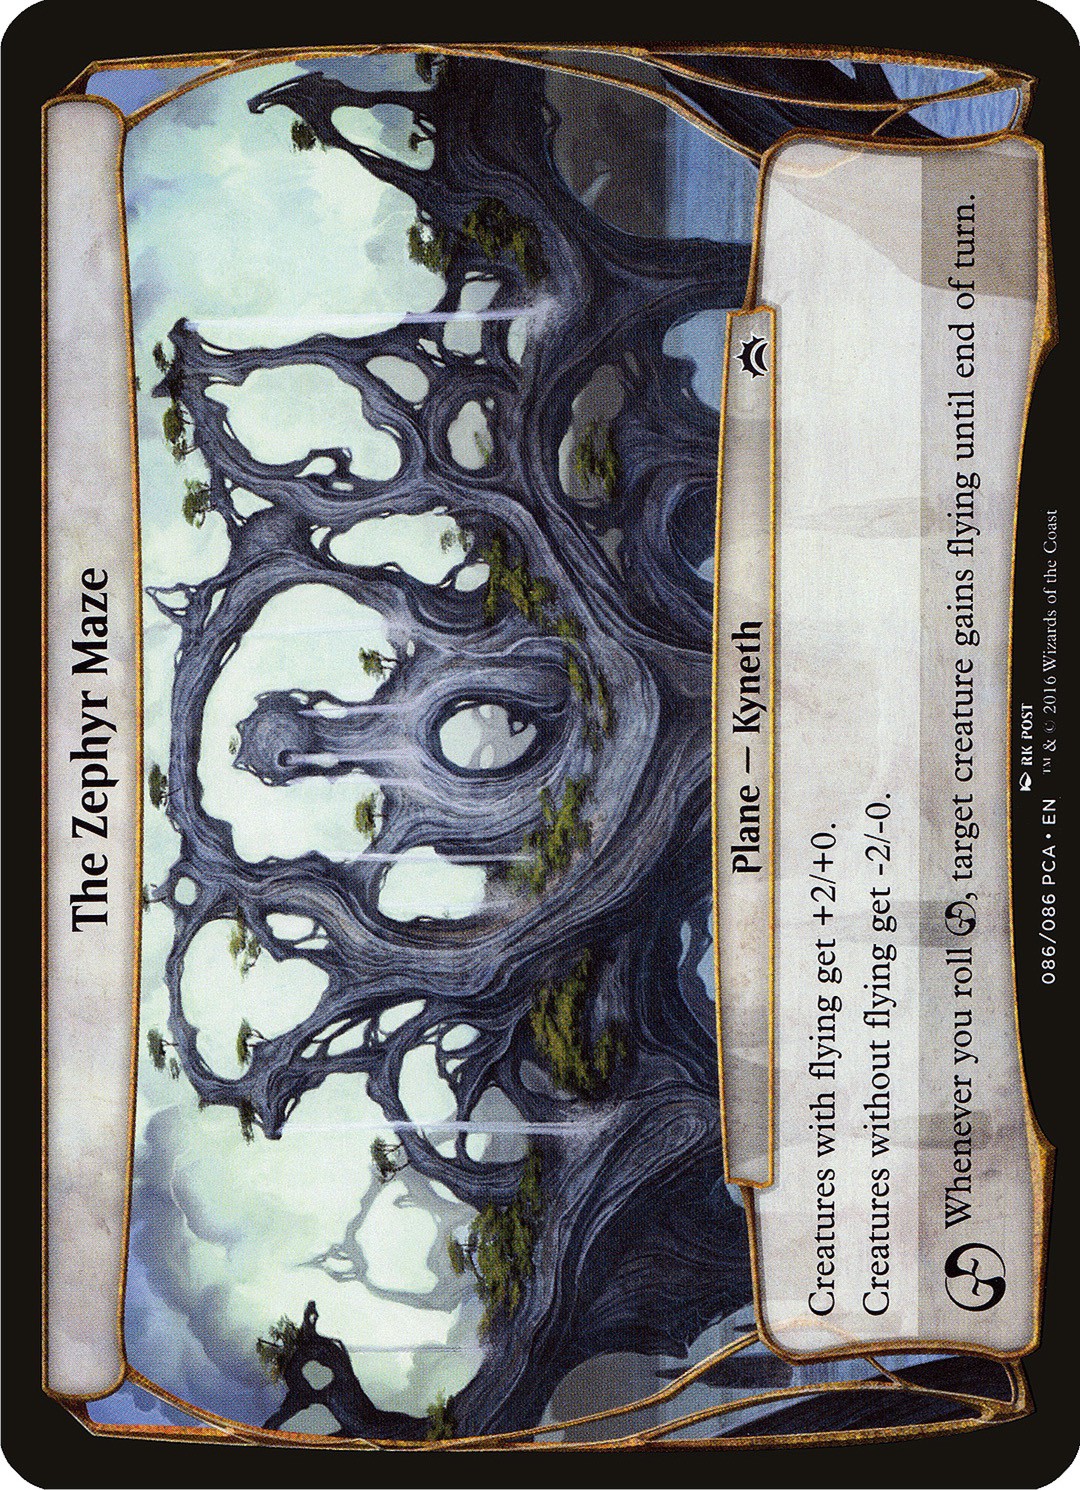 The Zephyr Maze
Plane — Kyneth
Creatures with flying get +2/+0.
Creatures without flying get -2/-0.
Whenever you roll , target creature gains flying until end of turn.
RK POST
086/086 PCA • EN ™ & © 2016 Wizards of the Coast